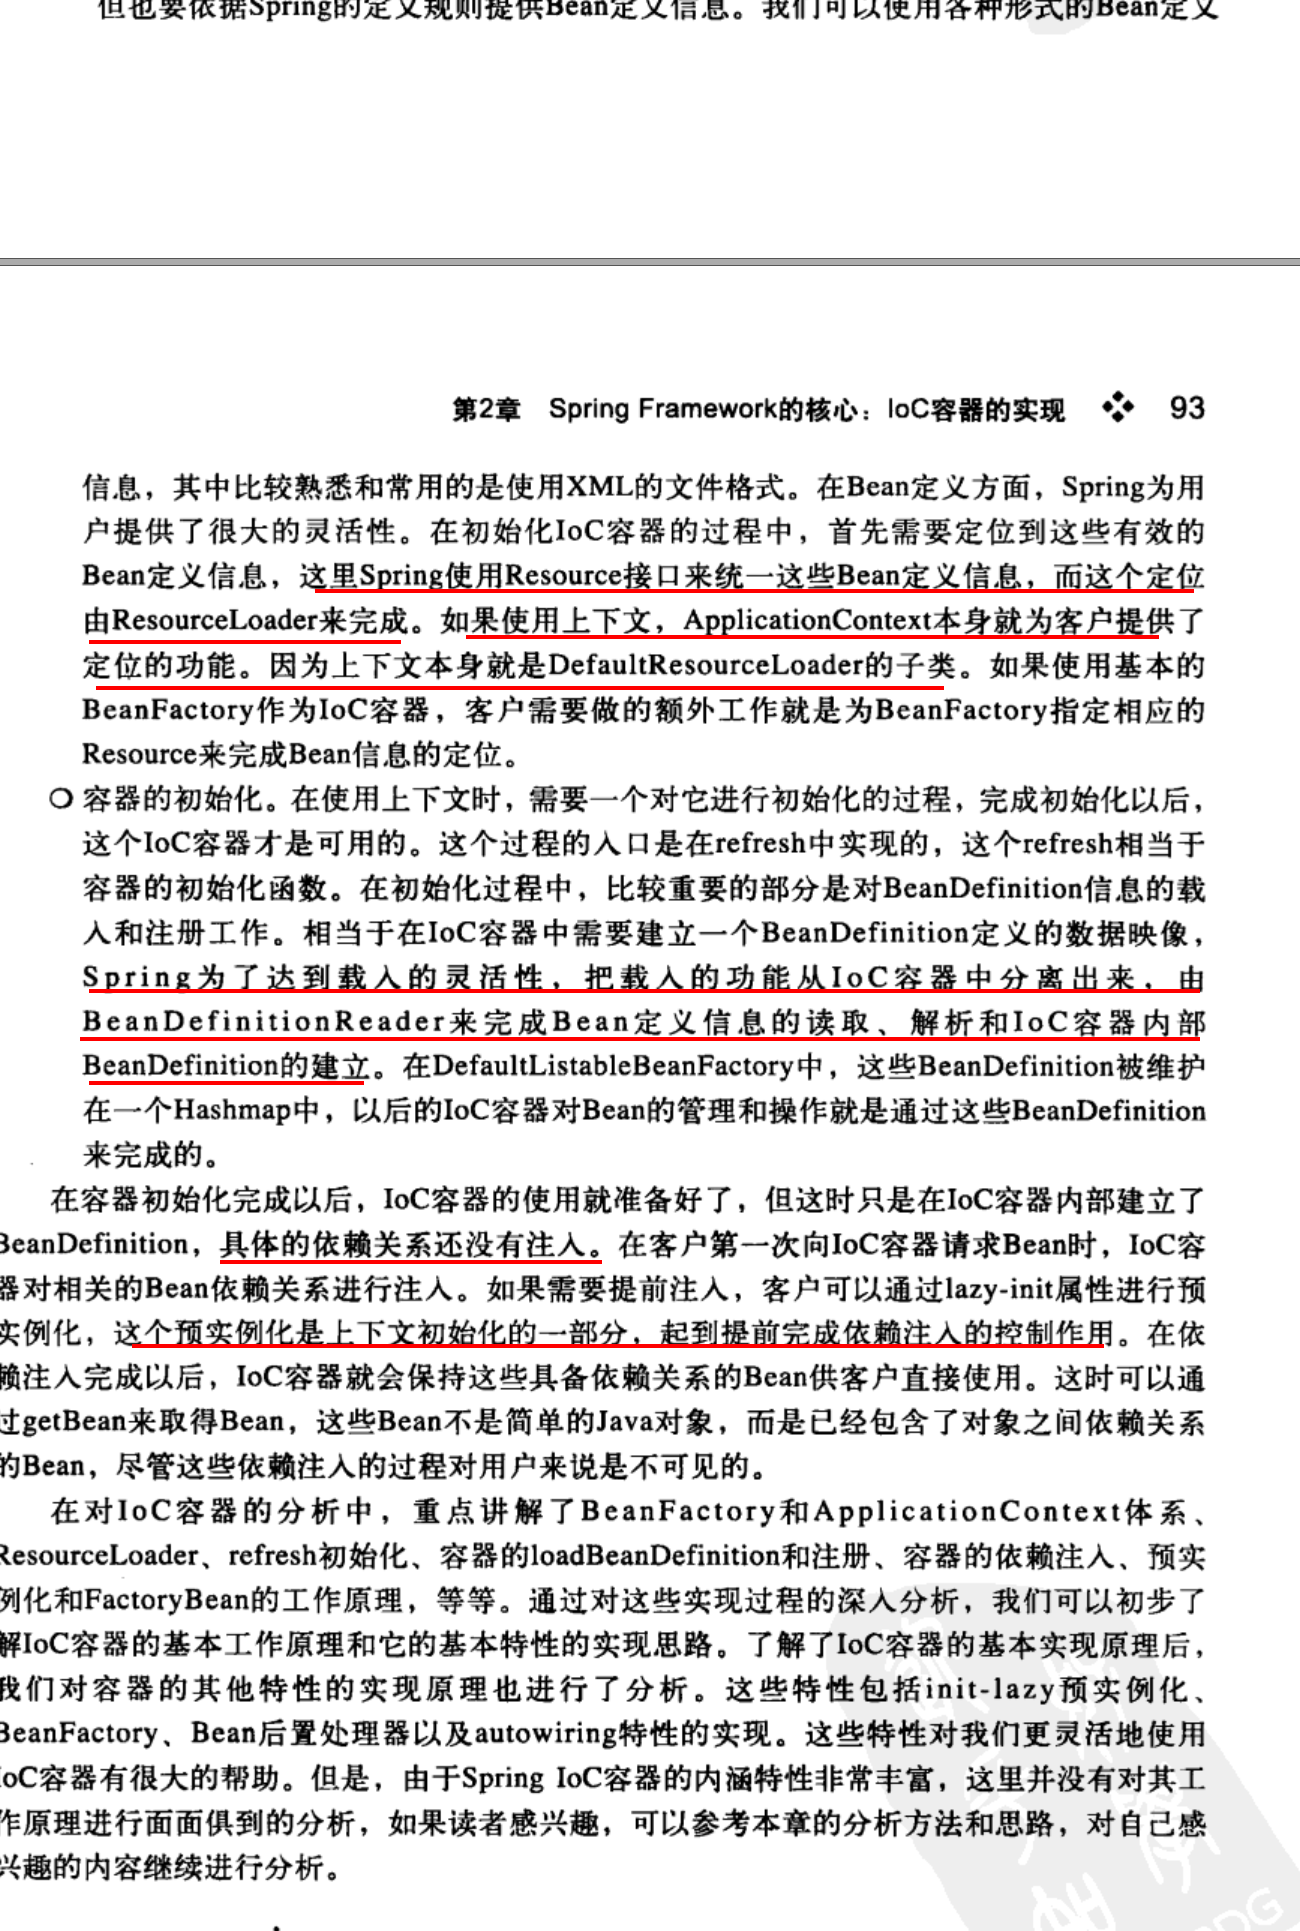 但也要依据Spring的定义规则提供Bean定义信息。我们可以使用各种形式的Bean定义
第2章 Spring Framework的核心：IoC容器的实现 ❖ 93
信息，其中比较熟悉和常用的是使用XML的文件格式。在Bean定义方面，Spring为用
户提供了很大的灵活性。在初始化IoC容器的过程中，首先需要定位到这些有效的
Bean定义信息，这里Spring使用Resource接口来统一这些Bean定义信息，而这个定位
由ResourceLoader来完成。如果使用上下文，ApplicationContext本身就为客户提供了
定位的功能。因为上下文本身就是DefaultResourceLoader的子类。如果使用基本的
BeanFactory作为IoC容器，客户需要做的额外工作就是为BeanFactory指定相应的
Resource来完成Bean信息的定位。
○ 容器的初始化。在使用上下文时，需要一个对它进行初始化的过程，完成初始化以后，
这个IoC容器才是可用的。这个过程的入口是在refresh中实现的，这个refresh相当于
容器的初始化函数。在初始化过程中，比较重要的部分是对BeanDefinition信息的载
入和注册工作。相当于在IoC容器中需要建立一个BeanDefinition定义的数据映像，
Spring为了达到载入的灵活性，把载入的功能从IoC容器中分离出来，由
BeanDefinitionReader来完成Bean定义信息的读取、解析和IoC容器内部
BeanDefinition的建立。在DefaultListableBeanFactory中，这些BeanDefinition被维护
在一个Hashmap中，以后的IoC容器对Bean的管理和操作就是通过这些BeanDefinition
来完成的。
在容器初始化完成以后，IoC容器的使用就准备好了，但这时只是在IoC容器内部建立了
BeanDefinition，具体的依赖关系还没有注入。在客户第一次向IoC容器请求Bean时，IoC容
器对相关的Bean依赖关系进行注入。如果需要提前注入，客户可以通过lazy-init属性进行预
实例化，这个预实例化是上下文初始化的一部分，起到提前完成依赖注入的控制作用。在依
赖注入完成以后，IoC容器就会保持这些具备依赖关系的Bean供客户直接使用。这时可以通
过getBean来取得Bean，这些Bean不是简单的Java对象，而是已经包含了对象之间依赖关系
的Bean，尽管这些依赖注入的过程对用户来说是不可见的。
在对IoC容器的分析中，重点讲解了BeanFactory和ApplicationContext体系、
ResourceLoader、refresh初始化、容器的loadBeanDefinition和注册、容器的依赖注入、预实
例化和FactoryBean的工作原理，等等。通过对这些实现过程的深入分析，我们可以初步了
解IoC容器的基本工作原理和它的基本特性的实现思路。了解了IoC容器的基本实现原理后，
我们对容器的其他特性的实现原理也进行了分析。这些特性包括init-lazy预实例化、
BeanFactory、Bean后置处理器以及autowiring特性的实现。这些特性对我们更灵活地使用
IoC容器有很大的帮助。但是，由于Spring IoC容器的内涵特性非常丰富，这里并没有对其工
作原理进行面面俱到的分析，如果读者感兴趣，可以参考本章的分析方法和思路，对自己感
兴趣的内容继续进行分析。